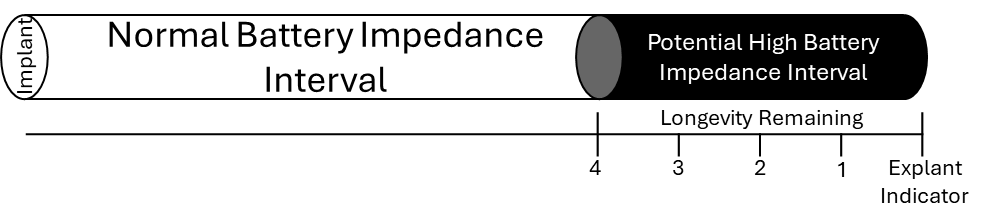 Implant
Normal Battery Impedance
Interval
Potential High Battery
Impedance Interval
Longevity Remaining
4
3
2
1
Explant
Indicator